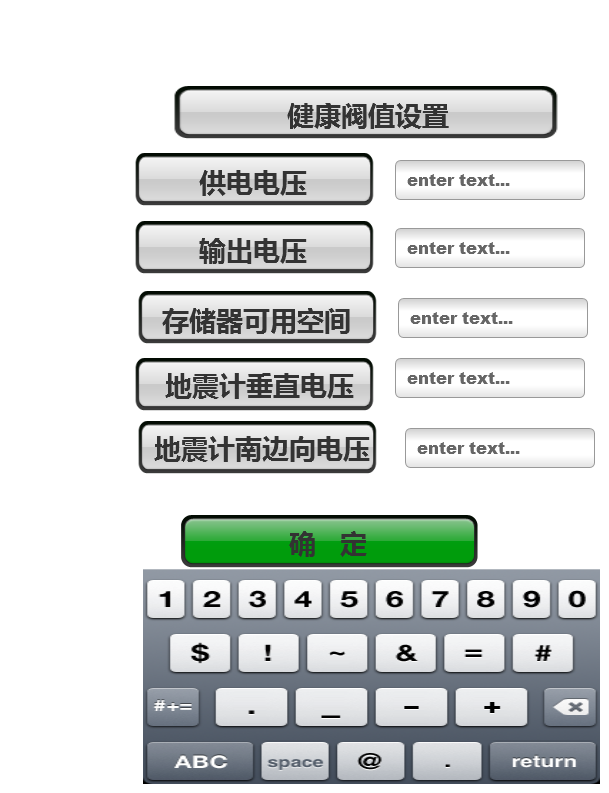 健康阀值设置
供电电压 enter text...
输出电压 enter text...
存储器可用空间 enter text...
地震计垂直电压 enter text...
地震计南边向电压 enter text...
确 定
1 2 3 4 5 6 7 8 9 0
$ ! ~ & = #
#+= . _ − +
ABC space @ . return